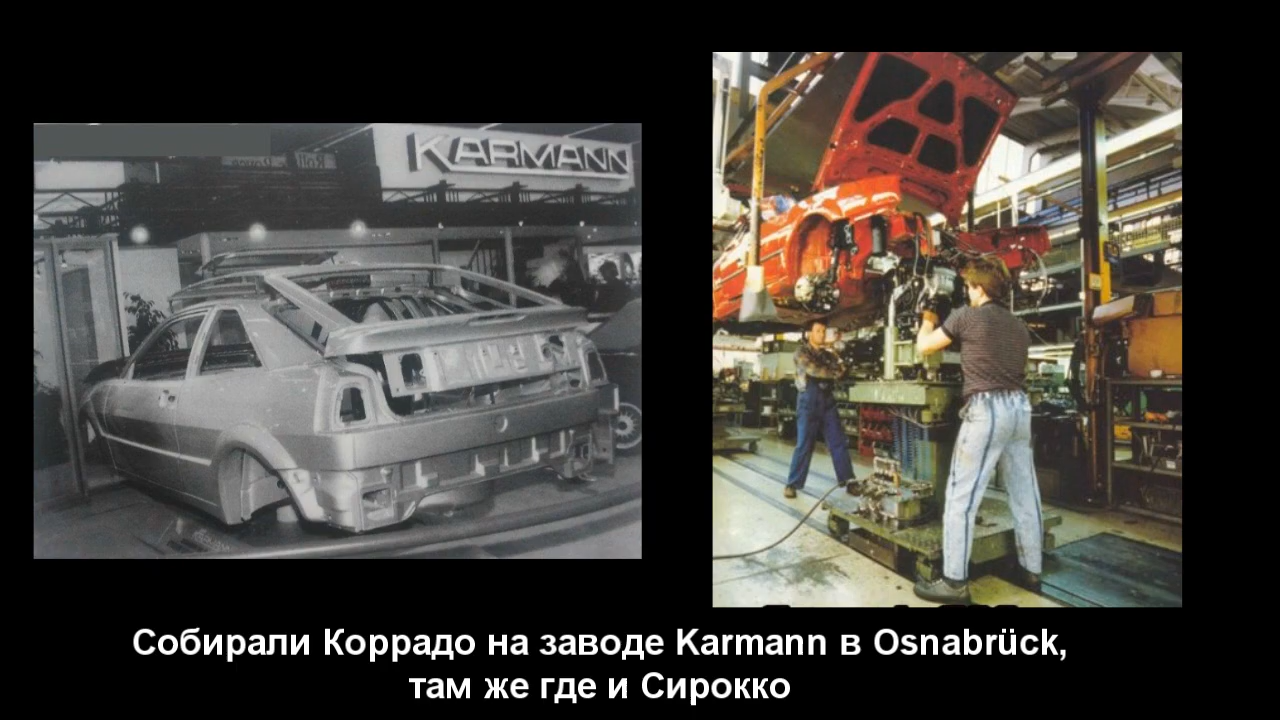 KARMANN
Собирали Коррадо на заводе Karmann в Osnabrück,
там же где и Сирокко